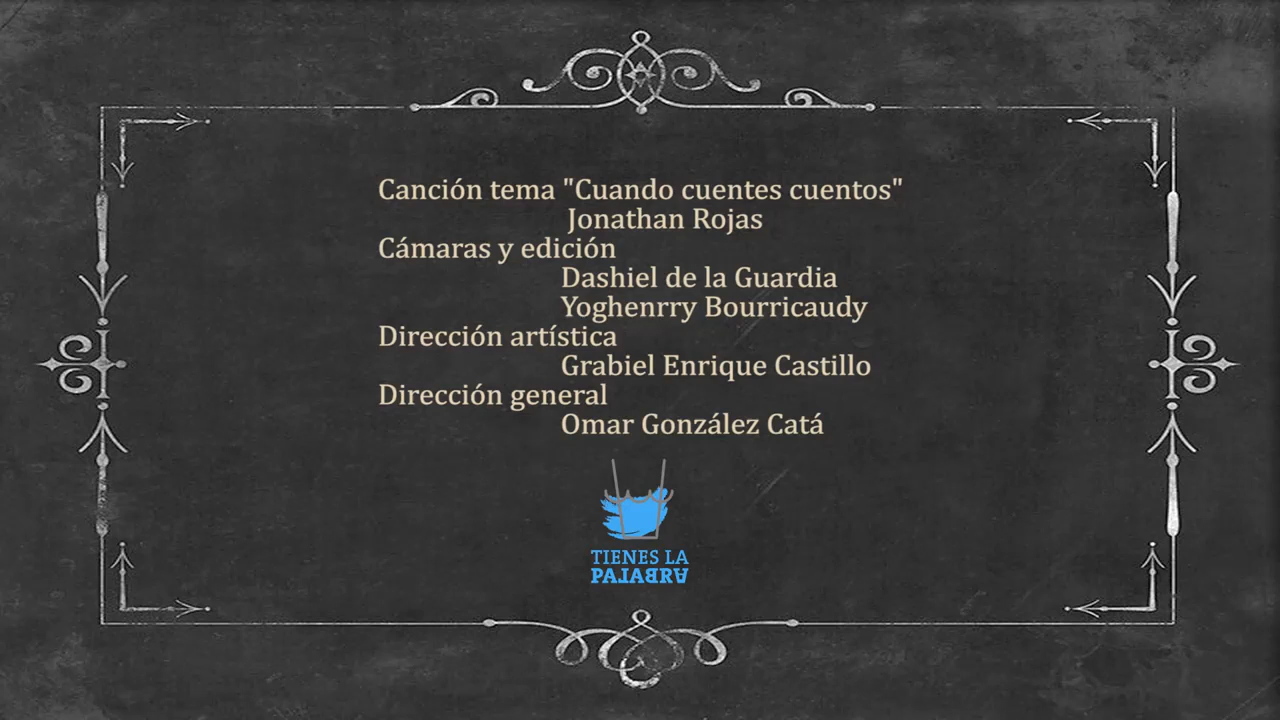 Canción tema "Cuando cuentes cuentos"
Jonathan Rojas
Cámaras y edición
Dashiel de la Guardia
Yoghenrry Bourricaudy
Dirección artística
Grabiel Enrique Castillo
Dirección general
Omar González Catá
TIENES LA
PALABRA